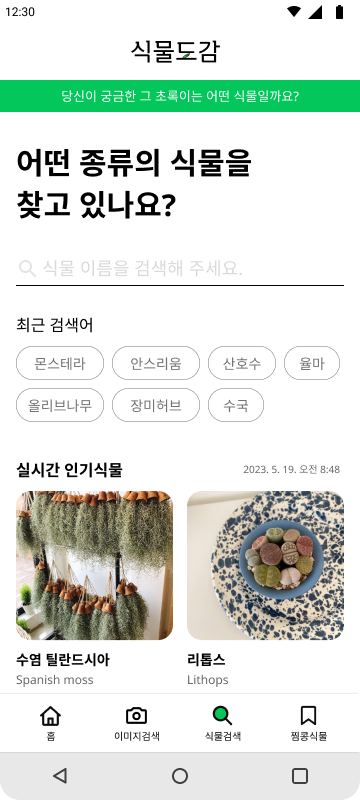 12:30
식물도감
당신이 궁금한 그 초록이는 어떤 식물일까요?
어떤 종류의 식물을
찾고 있나요?
식물 이름을 검색해 주세요.
최근 검색어
몬스테라 안스리움 산호수 율마
올리브나무 장미허브 수국
실시간 인기식물 2023. 5. 19. 오전 8:48
수염 틸란드시아 리톱스
Spanish moss Lithops
홈 이미지검색 식물검색 찜콩식물